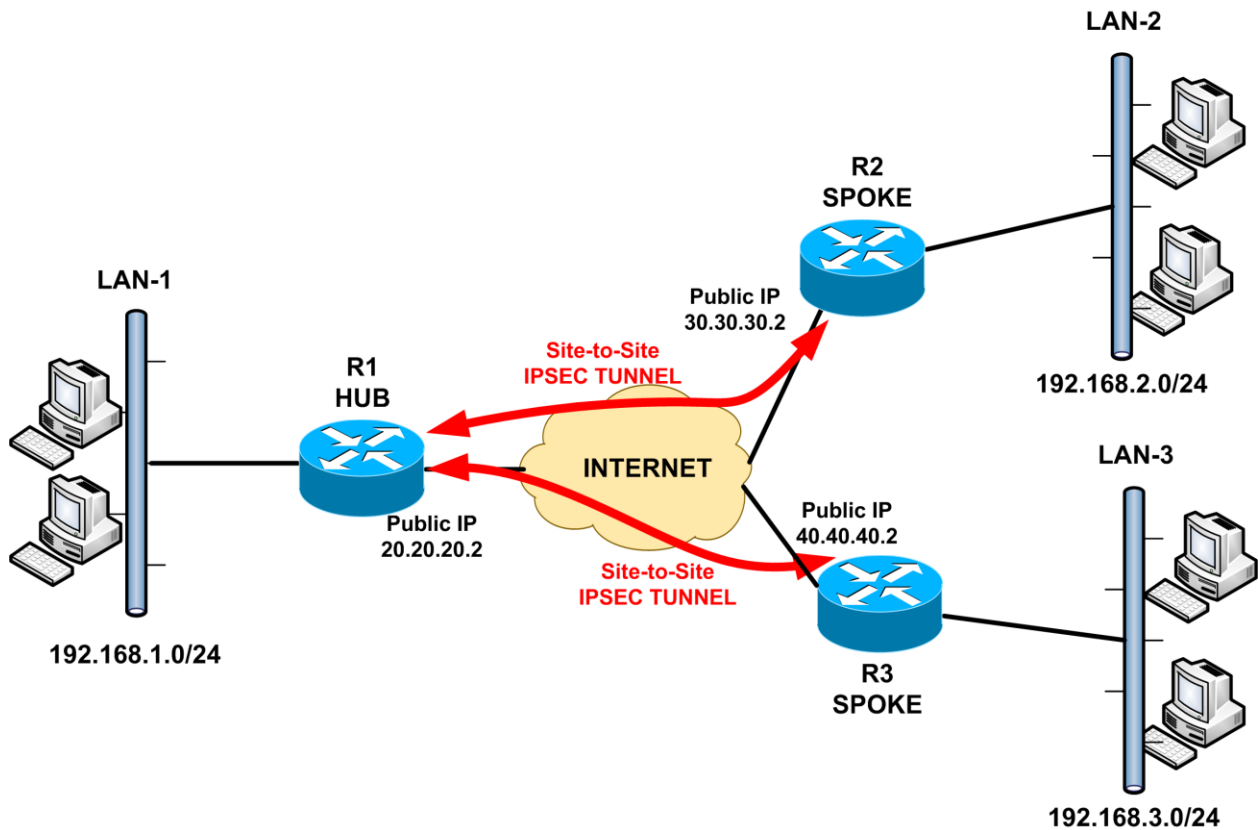 LAN-1
192.168.1.0/24
R1
HUB
Public IP
20.20.20.2
Site-to-Site
IPSEC TUNNEL
INTERNET
Site-to-Site
IPSEC TUNNEL
R2
SPOKE
Public IP
30.30.30.2
LAN-2
192.168.2.0/24
Public IP
40.40.40.2
R3
SPOKE
LAN-3
192.168.3.0/24